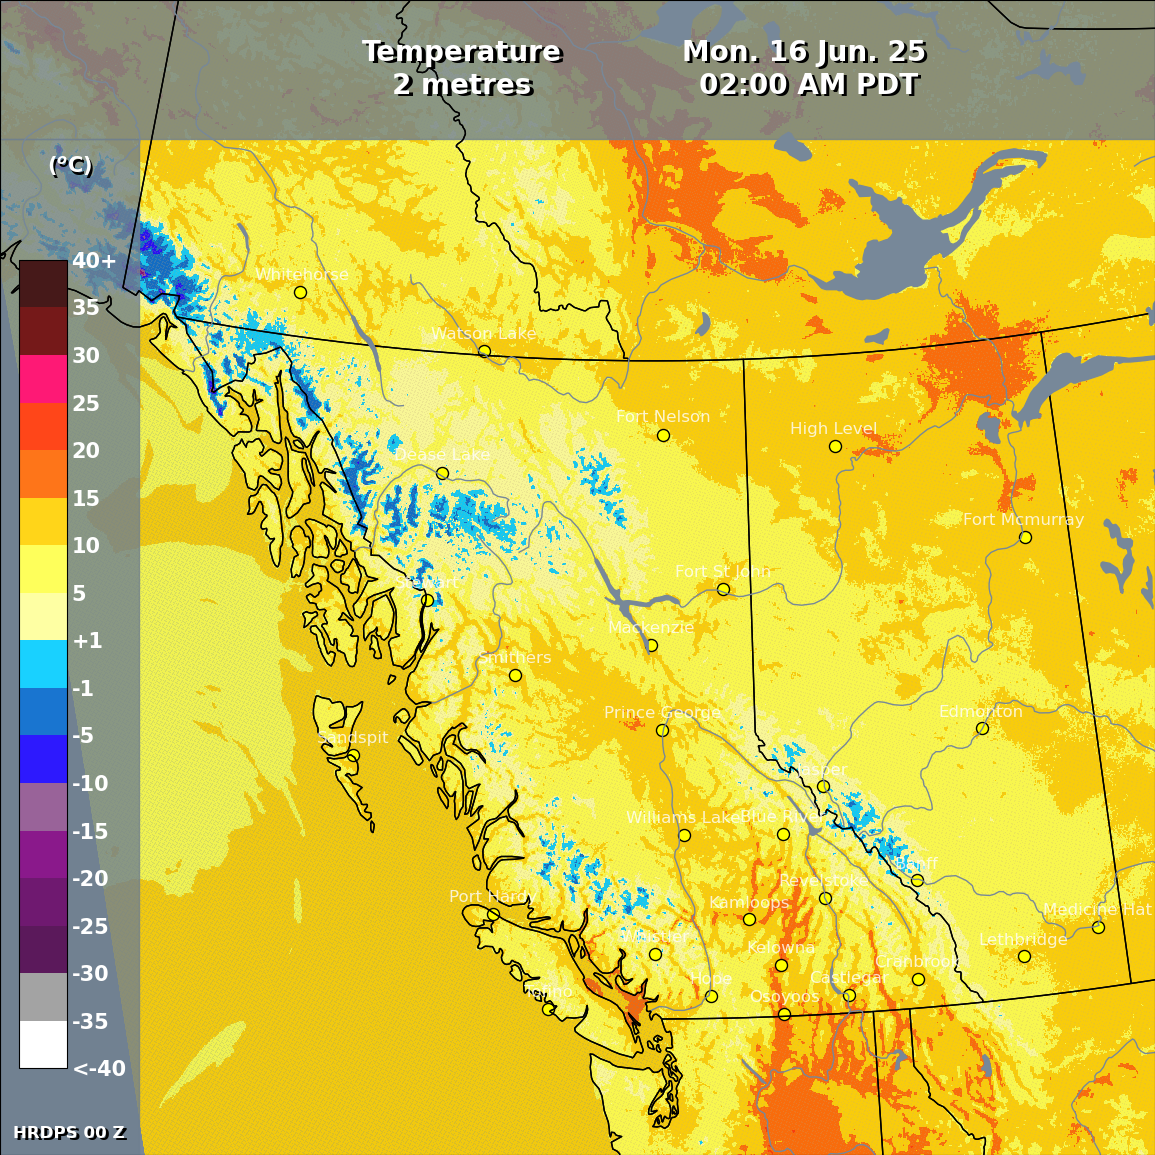 Temperature
2 metres
Mon. 16 Jun. 25
02:00 AM PDT
(°C)
40+
35
30
25
20
15
10
5
+1
-1
-5
-10
-15
-20
-25
-30
-35
<-40
Whitehorse
Watson Lake
Fort Nelson
High Level
Dease Lake
Fort Mcmurray
Fort St John
Stewart
Mackenzie
Smithers
Prince George
Edmonton
Sandspit
Jasper
Williams Lake
Blue River
Banff
Revelstoke
Port Hardy
Kamloops
Medicine Hat
Whistler
Kelowna
Lethbridge
Cranbrook
Hope
Castlegar
Tofino
Osoyoos
HRDPS 00 Z